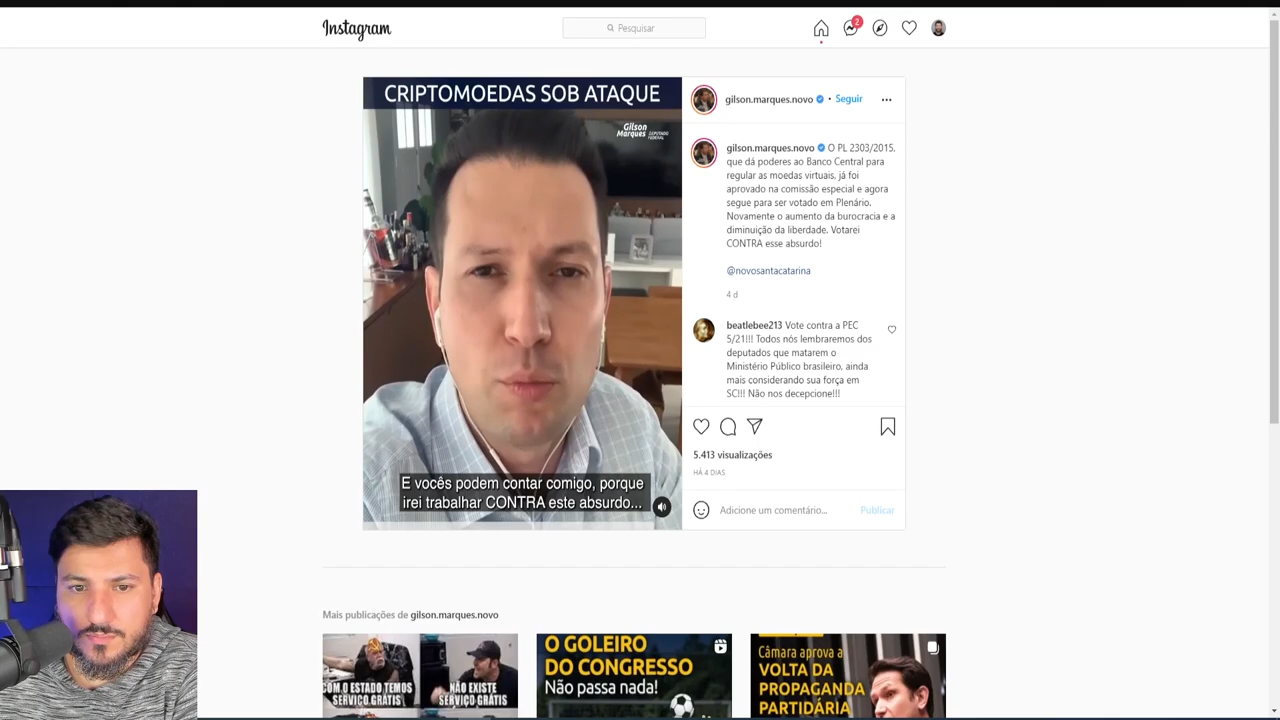 Instagram
Pesquisar
2
CRIPTOMOEDAS SOB ATAQUE
Gilson
Marques DEPUTADO
FEDERAL
E vocês podem contar comigo, porque
irei trabalhar CONTRA este absurdo...
gilson.marques.novo • Seguir
gilson.marques.novo O PL 2303/2015,
que dá poderes ao Banco Central para
regular as moedas virtuais, já foi
aprovado na comissão especial e agora
segue para ser votado em Plenário.
Novamente o aumento da burocracia e a
diminuição da liberdade. Votarei
CONTRA esse absurdo!
@novosantacatarina
4 d
beatlebee213 Vote contra a PEC
5/21!!! Todos nós lembraremos dos
deputados que matarem o
Ministério Público brasileiro, ainda
mais considerando sua força em
SC!!! Não nos decepcione!!!
5.413 visualizações
HÁ 4 DIAS
Adicione um comentário... Publicar
Mais publicações de gilson.marques.novo
COM O ESTADO TEMOS
SERVIÇO GRÁTIS
NÃO EXISTE
SERVIÇO GRÁTIS
O GOLEIRO
DO CONGRESSO
Não passa nada!
Câmara aprova a
VOLTA DA
PROPAGANDA
PARTIDÁRIA